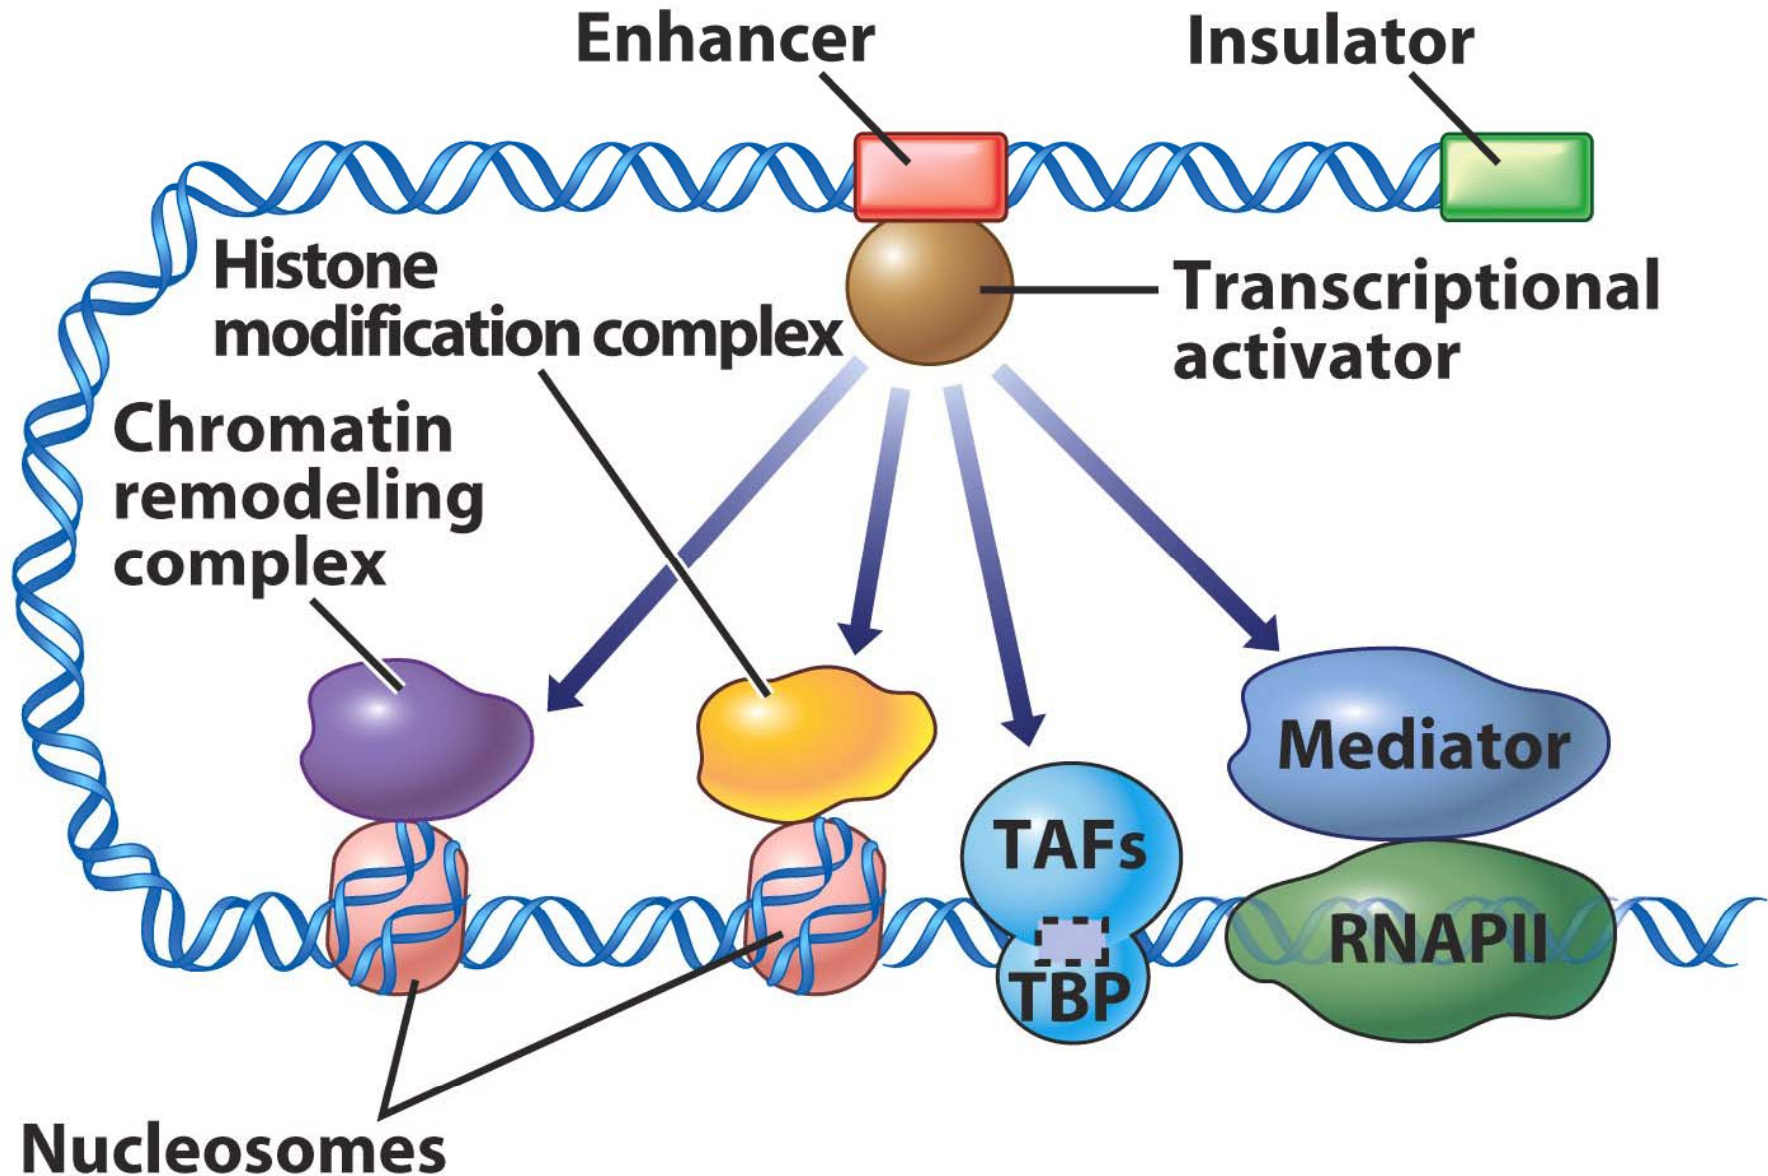 Enhancer
Insulator
Histone
modification complex
Transcriptional
activator
Chromatin
remodeling
complex
Mediator
TAFs
RNAPII
TBP
Nucleosomes